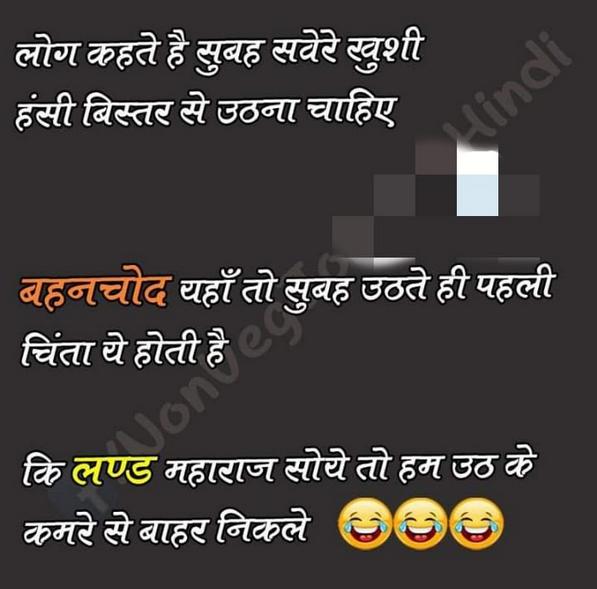 लोग कहते है सुबह सवेरे खुशी
हंसी बिस्तर से उठना चाहिए
बहनचोद यहाँ तो सुबह उठते ही पहली
चिंता ये होती है
कि लण्ड महाराज सोये तो हम उठ के
कमरे से बाहर निकले